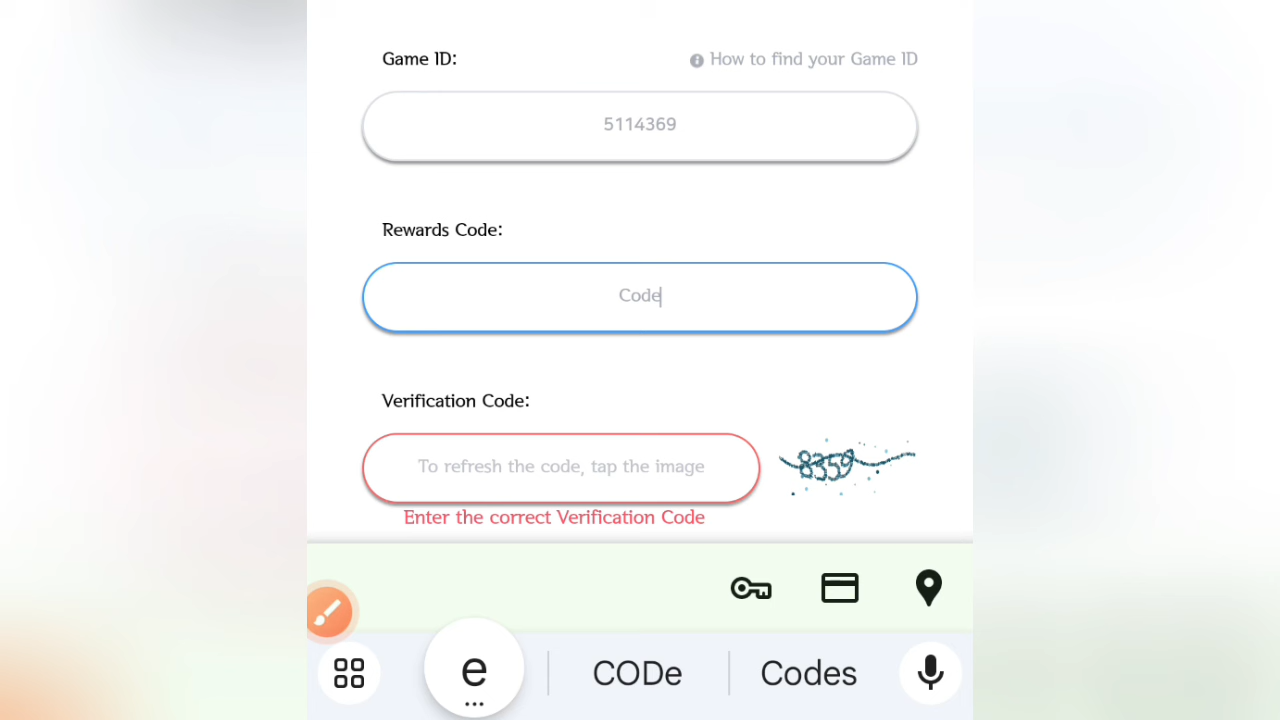 Game ID:
How to find your Game ID
5114369
Rewards Code:
Code
Verification Code:
To refresh the code, tap the image
8359
Enter the correct Verification Code
e
CODe
Codes